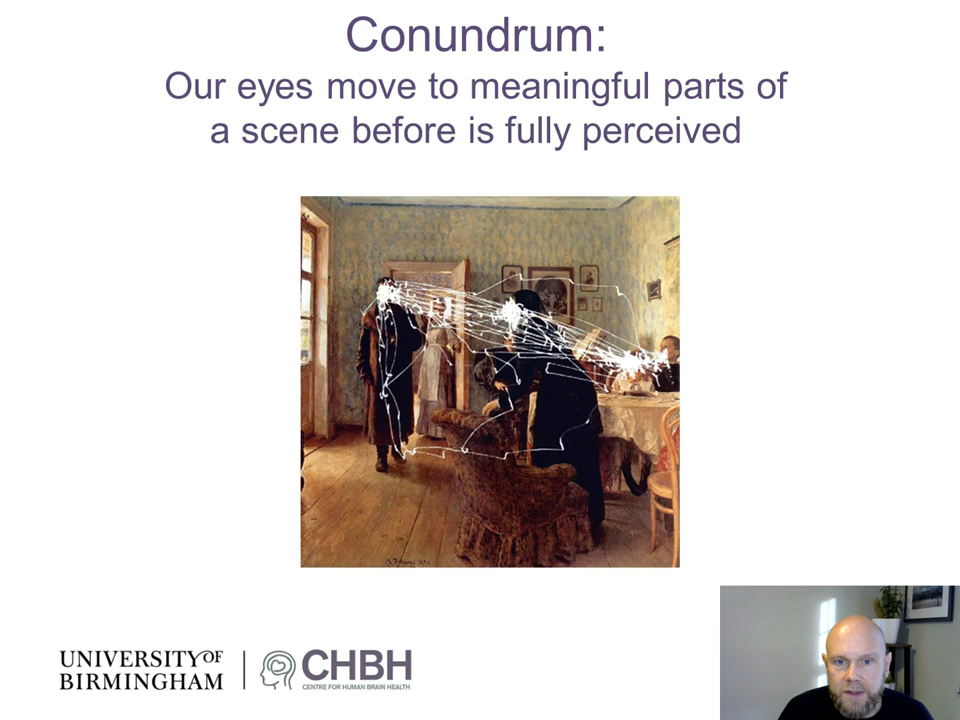 Conundrum:
Our eyes move to meaningful parts of
a scene before is fully perceived
UNIVERSITY OF
BIRMINGHAM
CHBH
CENTRE FOR HUMAN BRAIN HEALTH